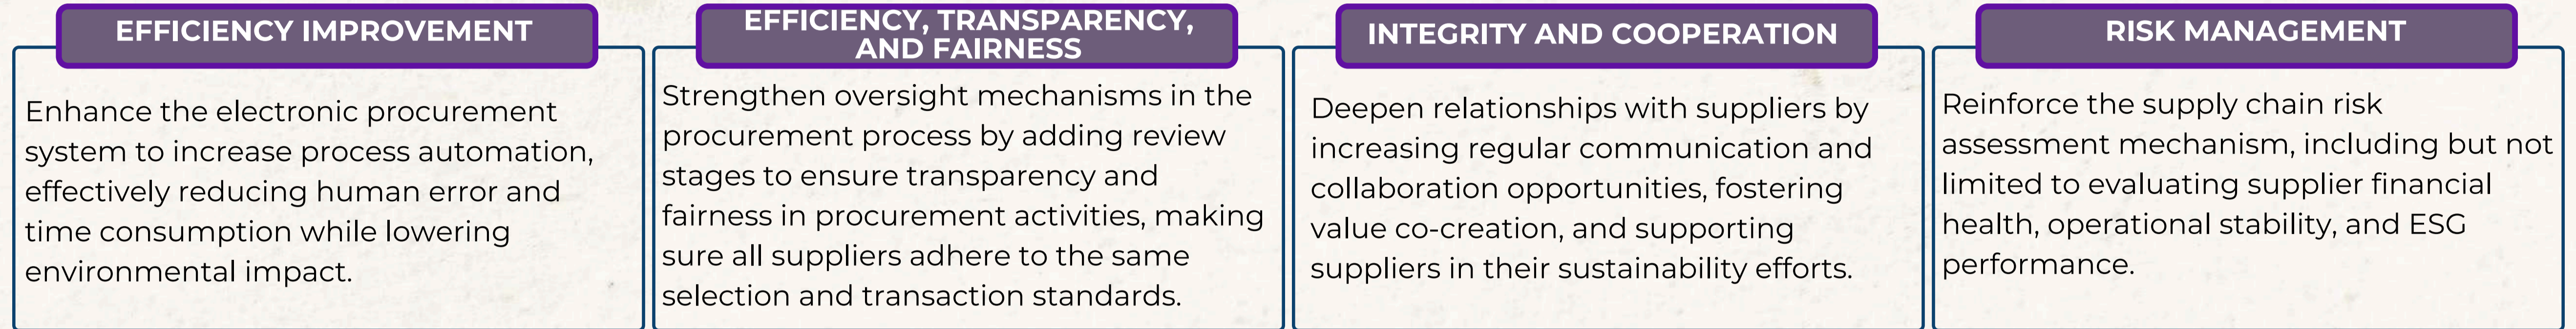 EFFICIENCY IMPROVEMENT
Enhance the electronic procurement
system to increase process automation,
effectively reducing human error and
time consumption while lowering
environmental impact.
EFFICIENCY, TRANSPARENCY,
AND FAIRNESS
Strengthen oversight mechanisms in the
procurement process by adding review
stages to ensure transparency and
fairness in procurement activities, making
sure all suppliers adhere to the same
selection and transaction standards.
INTEGRITY AND COOPERATION
Deepen relationships with suppliers by
increasing regular communication and
collaboration opportunities, fostering
value co-creation, and supporting
suppliers in their sustainability efforts.
RISK MANAGEMENT
Reinforce the supply chain risk
assessment mechanism, including but not
limited to evaluating supplier financial
health, operational stability, and ESG
performance.